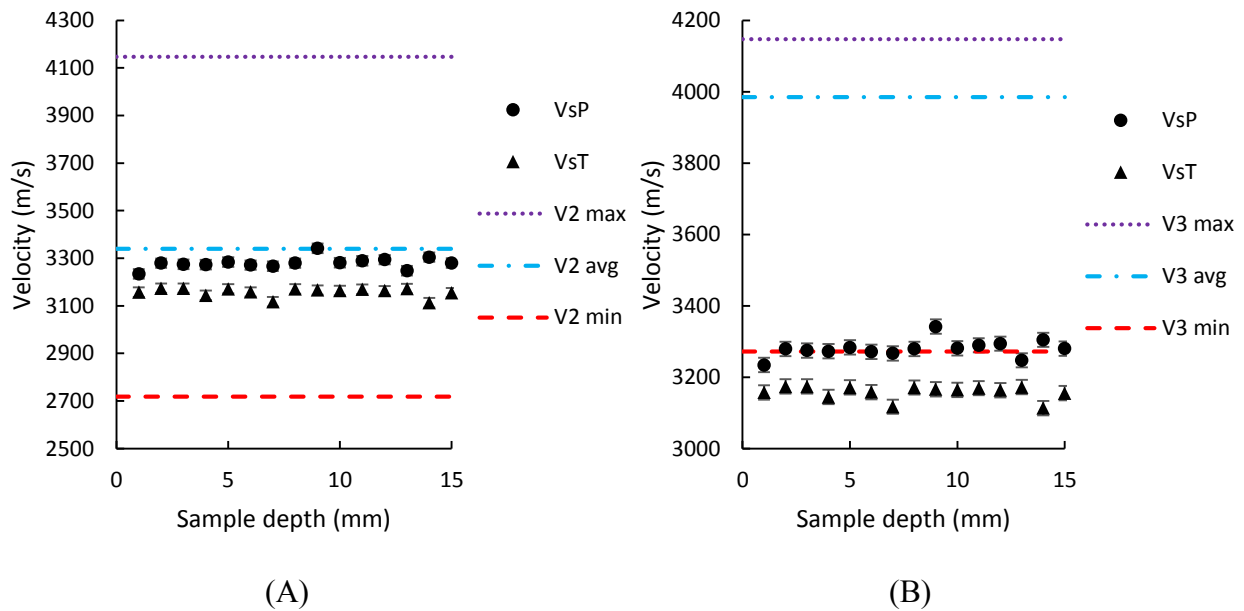 4300
4100
3900
3700
3500
3300
3100
2900
2700
2500
Velocity (m/s)
0 5 10 15
Sample depth (mm)
VsP
VsT
V2 max
V2 avg
V2 min
(A)
4200
4000
3800
3600
3400
3200
3000
Velocity (m/s)
0 5 10 15
Sample depth (mm)
VsP
VsT
V3 max
V3 avg
V3 min
(B)